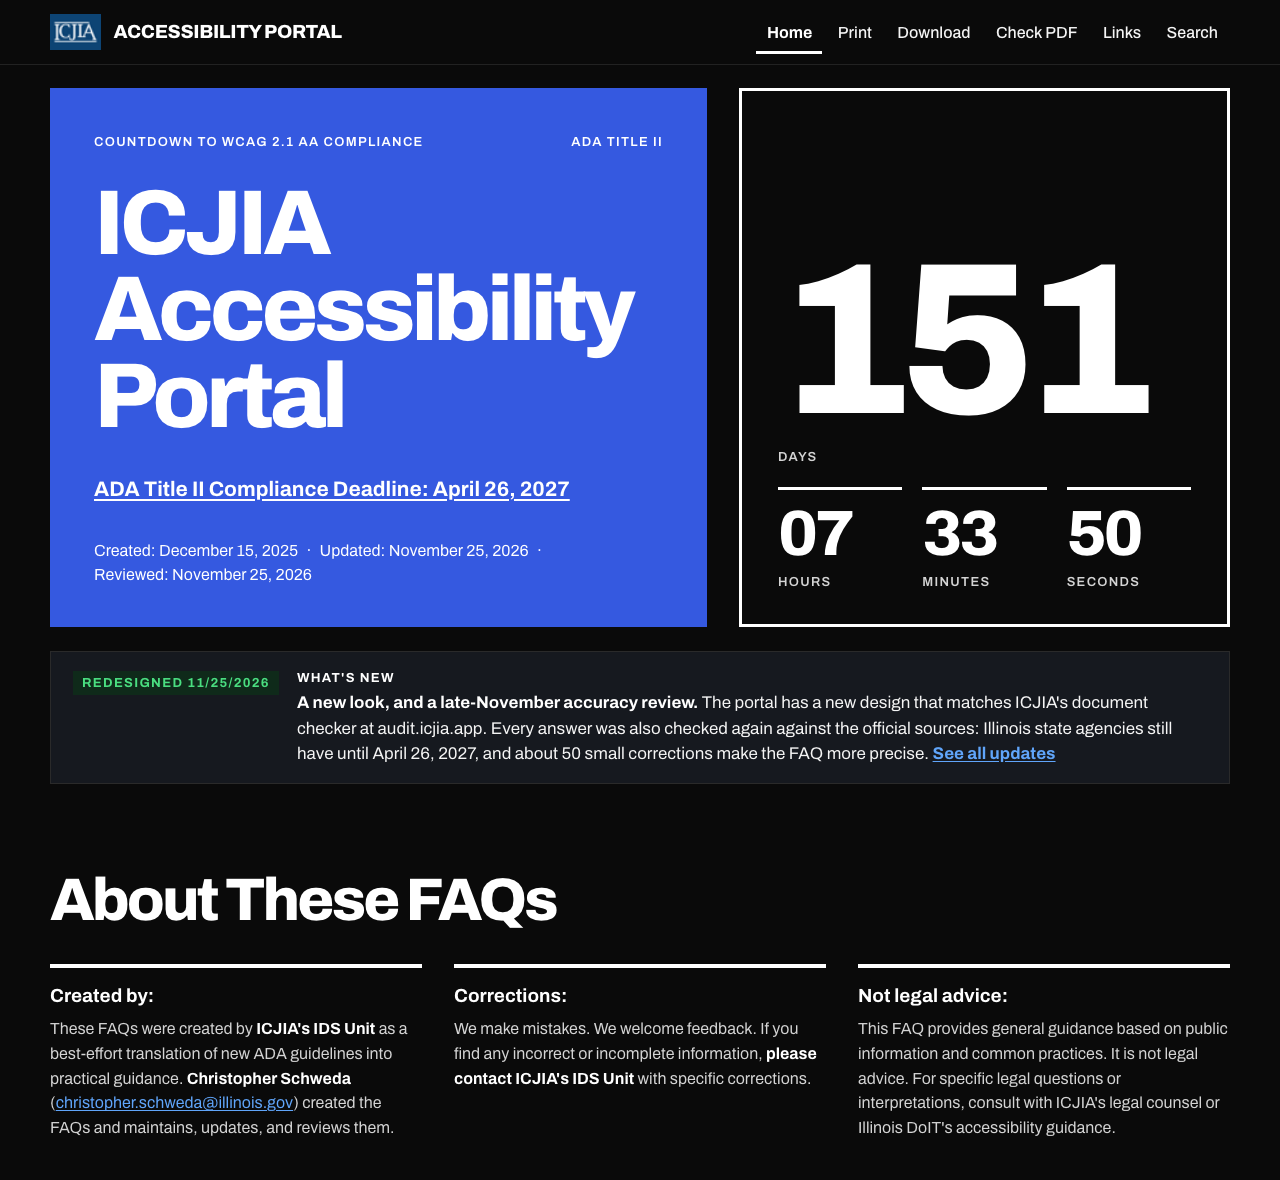 ICJIA ACCESSIBILITY PORTAL
Home Print Download Check PDF Links Search
COUNTDOWN TO WCAG 2.1 AA COMPLIANCE
ADA TITLE II
ICJIA
Accessibility
Portal
ADA Title II Compliance Deadline: April 26, 2027
Created: December 15, 2025 · Updated: November 25, 2026 ·
Reviewed: November 25, 2026
151
DAYS
07 33 50
HOURS MINUTES SECONDS
REDESIGNED 11/25/2026
WHAT'S NEW
A new look, and a late-November accuracy review. The portal has a new design that matches ICJIA's document
checker at audit.icjia.app. Every answer was also checked again against the official sources: Illinois state agencies still
have until April 26, 2027, and about 50 small corrections make the FAQ more precise. See all updates
About These FAQs
Created by:
These FAQs were created by ICJIA's IDS Unit as a
best-effort translation of new ADA guidelines into
practical guidance. Christopher Schweda
(christopher.schweda@illinois.gov) created the
FAQs and maintains, updates, and reviews them.
Corrections:
We make mistakes. We welcome feedback. If you
find any incorrect or incomplete information, please
contact ICJIA's IDS Unit with specific corrections.
Not legal advice:
This FAQ provides general guidance based on public
information and common practices. It is not legal
advice. For specific legal questions or
interpretations, consult with ICJIA's legal counsel or
Illinois DoIT's accessibility guidance.